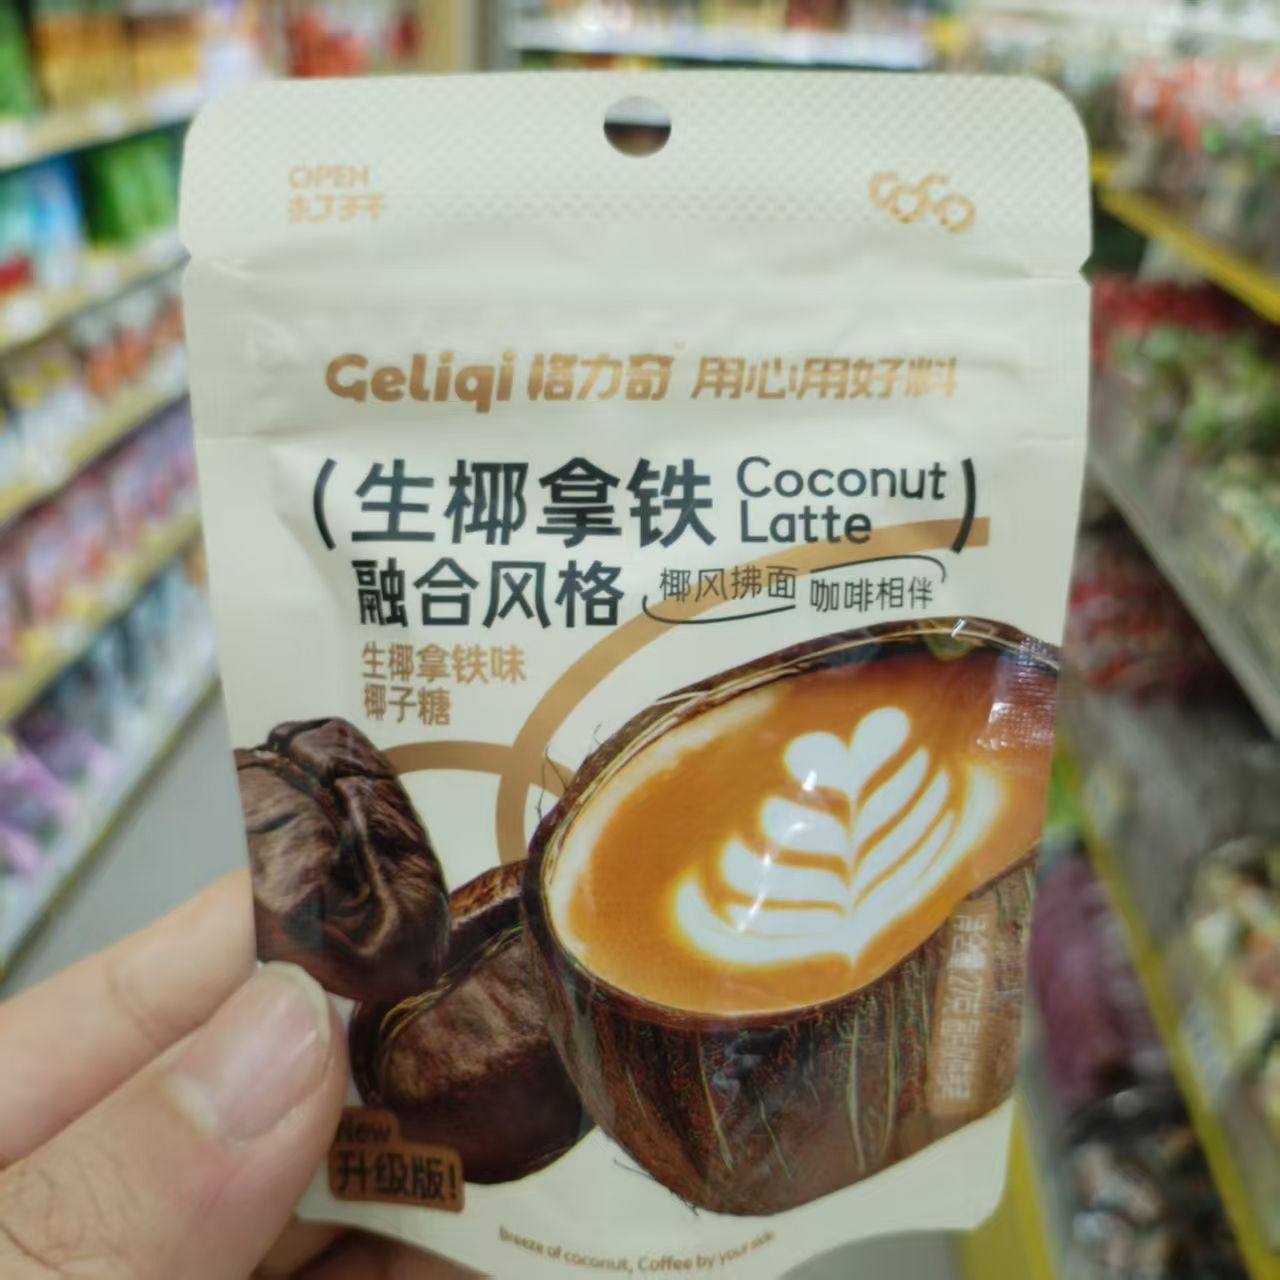 OPEN
打开
CoCo
Geliqi 格力奇 用心用好料
(生椰拿铁 Coconut Latte)
融合风格 椰风拂面 咖啡相伴
生椰拿铁味
椰子糖
New
升级版!
Breeze of coconut, Coffee by your side